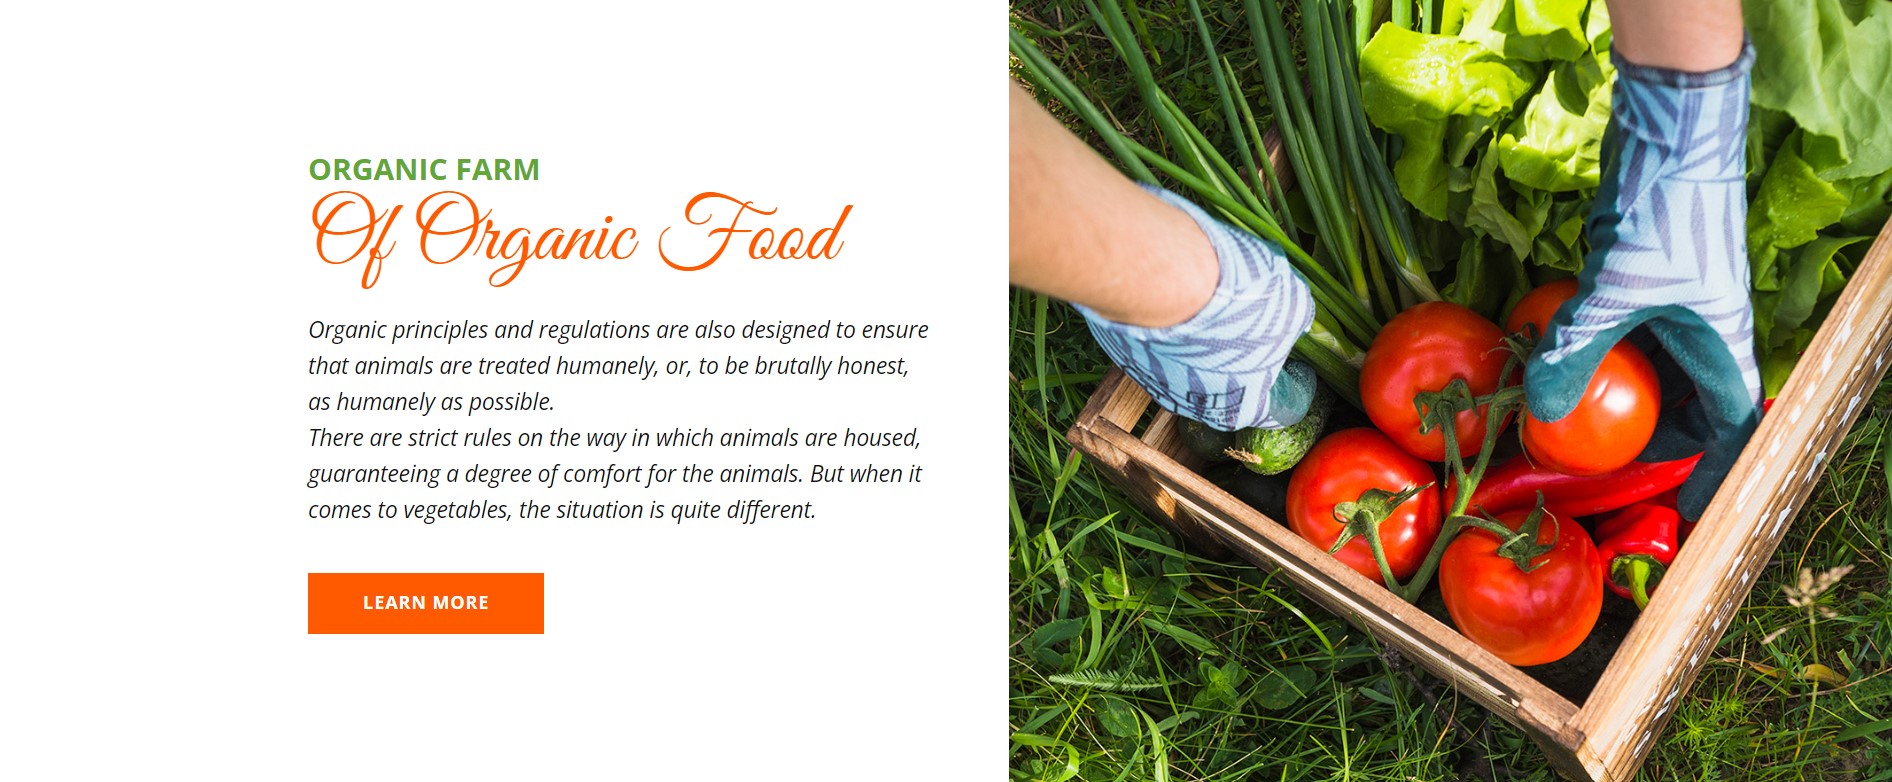 ORGANIC FARM
Of Organic Food
Organic principles and regulations are also designed to ensure
that animals are treated humanely, or, to be brutally honest,
as humanely as possible.
There are strict rules on the way in which animals are housed,
guaranteeing a degree of comfort for the animals. But when it
comes to vegetables, the situation is quite different.
LEARN MORE